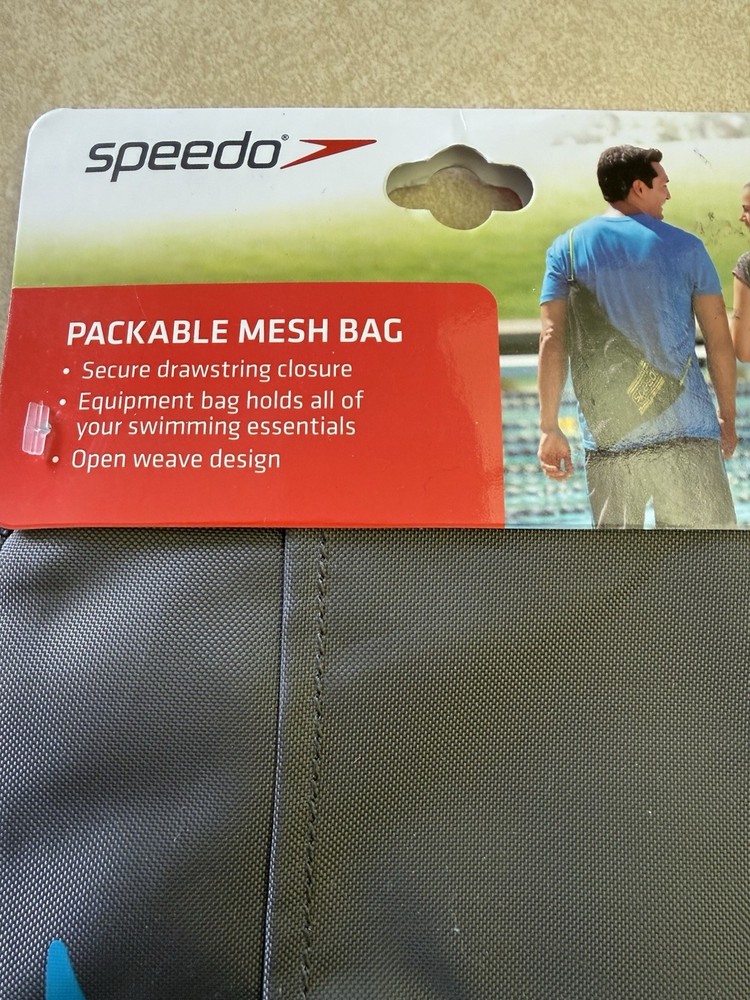 speedo®
PACKABLE MESH BAG
• Secure drawstring closure
• Equipment bag holds all of
your swimming essentials
• Open weave design